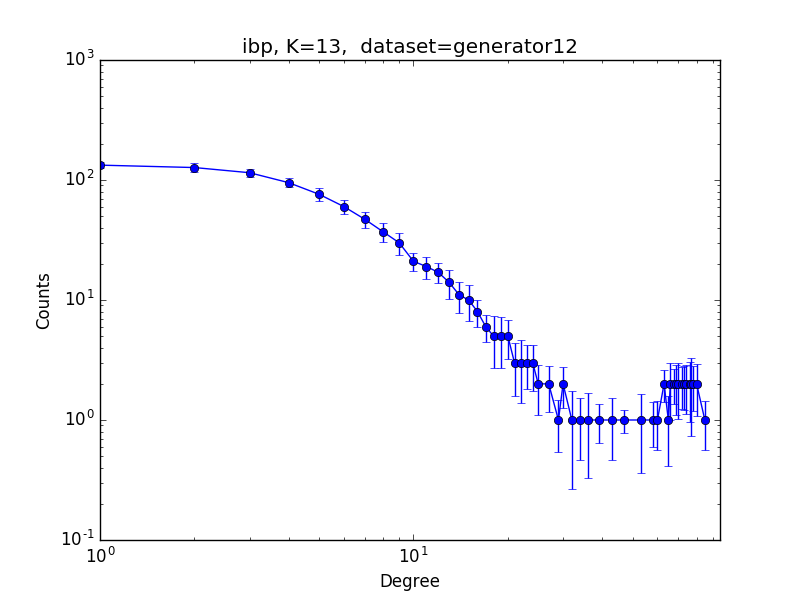 ibp, K=13,  dataset=generator12
10³
10²
10¹
10⁰
10⁻¹
Counts
10⁰ 10¹
Degree